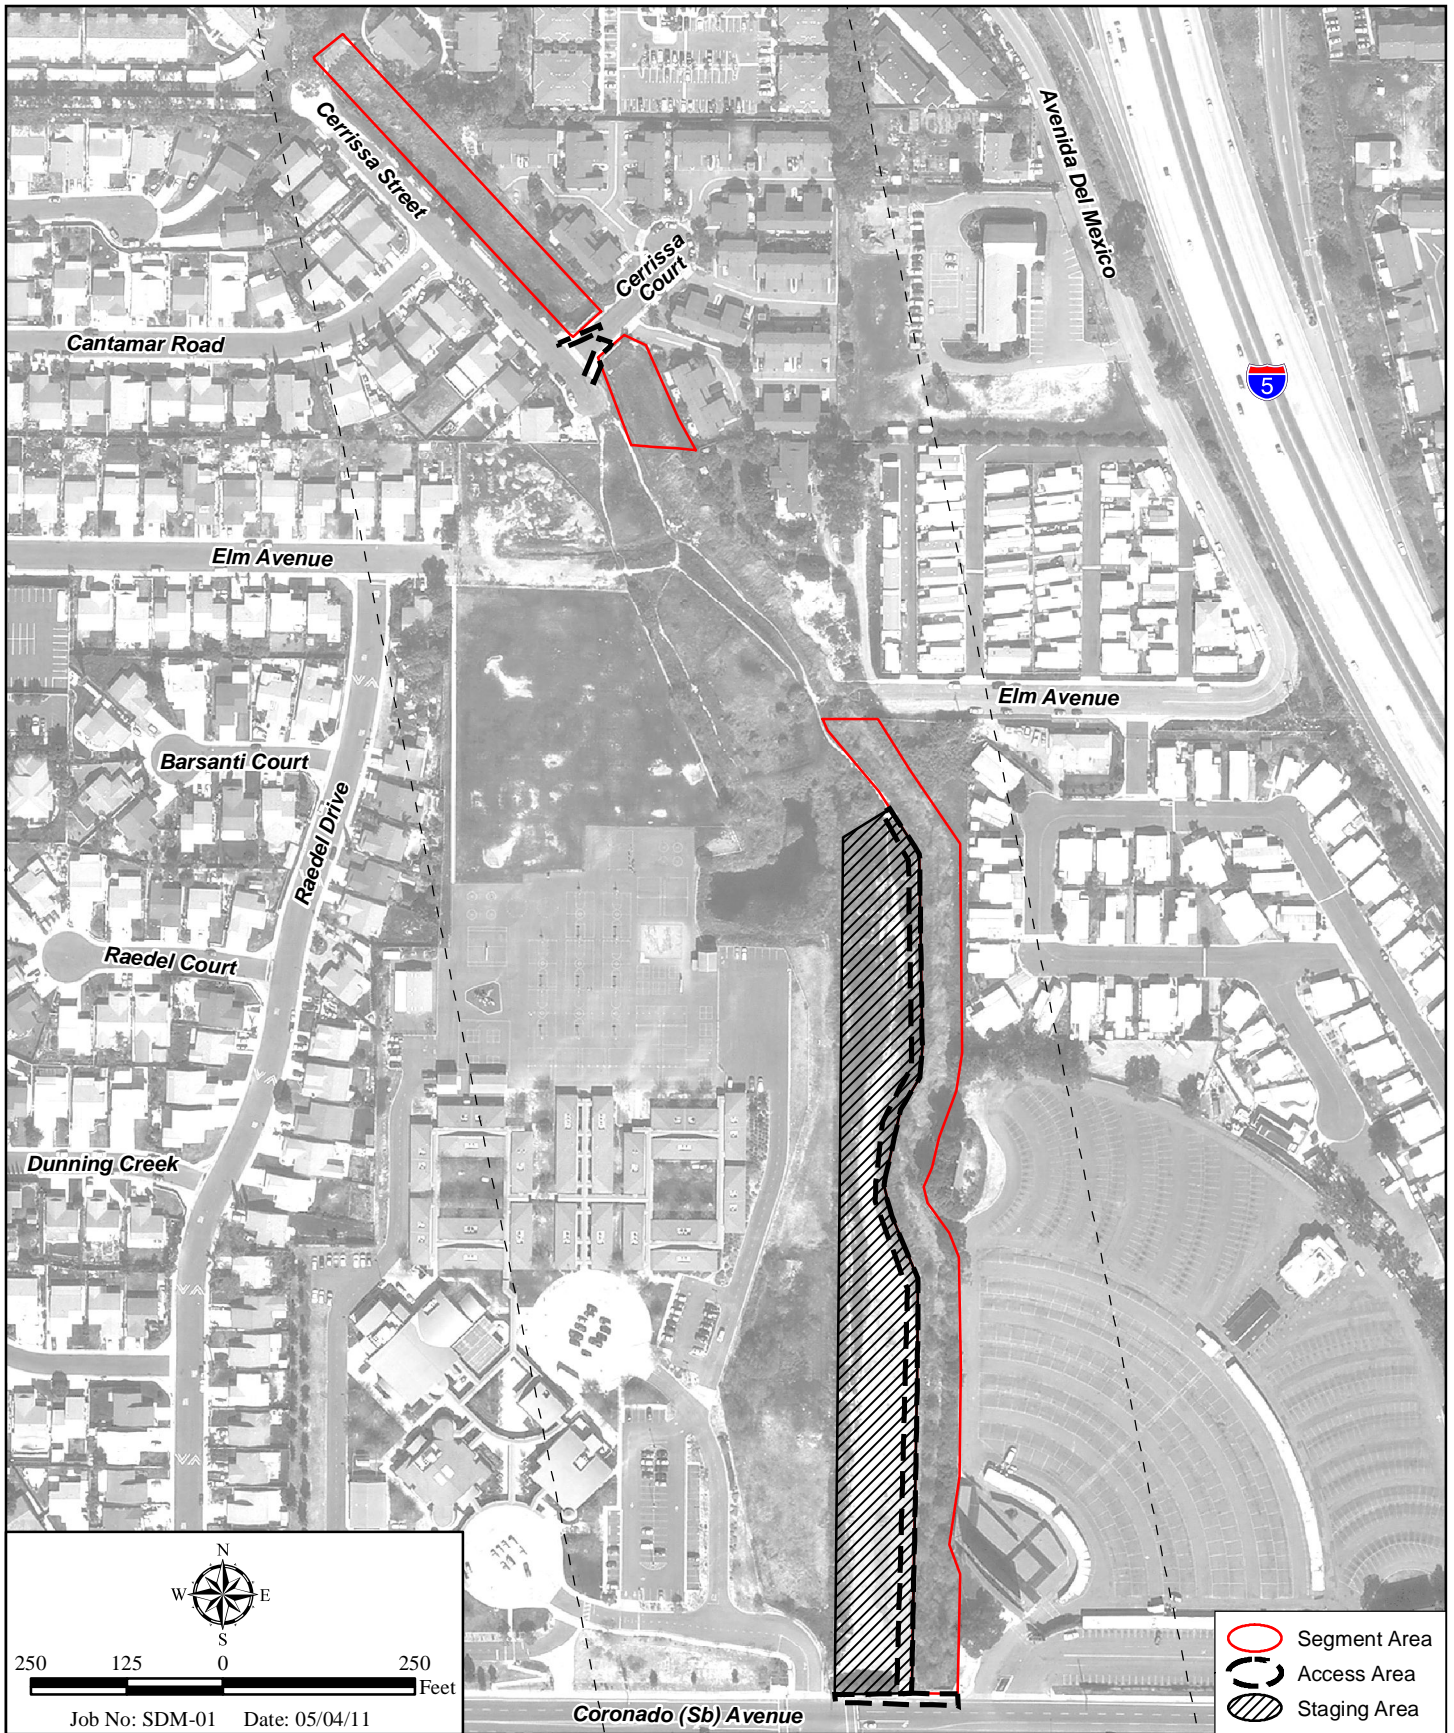 Cerrissa Street
Avenida Del Mexico
Cerrissa
Court
Cantamar Road
5
Elm Avenue
Elm Avenue
Barsanti Court
Raedel Drive
Raedel Court
Dunning Creek
N
W E
S
250 125 0 250
Feet
Job No: SDM-01 Date: 05/04/11
Coronado (Sb) Avenue
Segment Area
Access Area
Staging Area